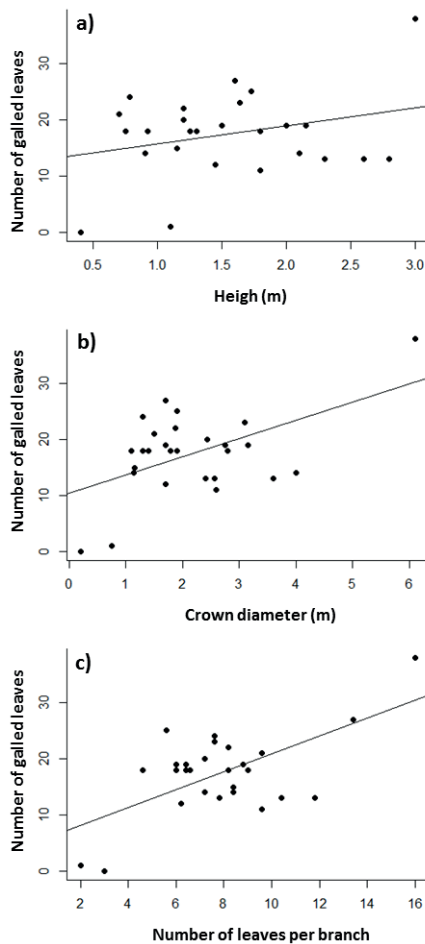 a)
Number of galled leaves
0 10 20 30
0.5 1.0 1.5 2.0 2.5 3.0
Heigh (m)
b)
Number of galled leaves
0 10 20 30
0 1 2 3 4 5 6
Crown diameter (m)
c)
Number of galled leaves
0 10 20 30
2 4 6 8 10 12 14 16
Number of leaves per branch